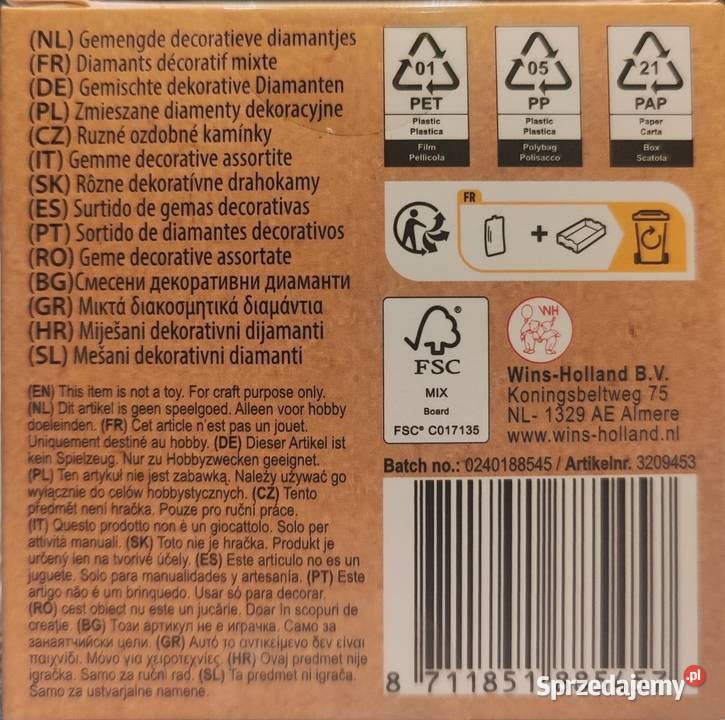 (NL) Gemengde decoratieve diamantjes
(FR) Diamants décoratif mixte
(DE) Gemischte dekorative Diamanten
(PL) Zmieszane diamenty dekoracyjne
(CZ) Ruzné ozdobné kamínky
(IT) Gemme decorative assortite
(SK) Rôzne dekoratívne drahokamy
(ES) Surtido de gemas decorativas
(PT) Sortido de diamantes decorativos
(RO) Geme decorative assortate
(BG)Смесени декоративни диаманти
(GR) Μικτά διακοσμητικά διαμάντια
(HR) Miješani dekorativni dijamanti
(SL) Mešani dekorativni diamanti
(EN) This item is not a toy. For craft purpose only.
(NL) Dit artikel is geen speelgoed. Alleen voor hobby
doeleinden. (FR) Cet article n'est pas un jouet.
Uniquement destiné au hobby. (DE) Dieser Artikel ist
kein Spielzeug. Nur zu Hobbyzwecken geeignet.
(PL) Ten artykuł nie jest zabawką. Należy używać go
wyłącznie do celów hobbystycznych. (CZ) Tento
předmět není hračka. Pouze pro ruční práce.
(IT) Questo prodotto non è un giocattolo. Solo per
attività manuali. (SK) Toto nie je hračka. Produkt je
určený len na tvorivé účely. (ES) Este artículo no es un
juguete. Solo para manualidades y artesanía. (PT) Este
artigo não é um brinquedo. Usar só para decorar.
(RO) cest obiect nu este un jucărie. Doar în scopuri de
creație. (BG) Този артикул не е играчка. Само за
занаятчийски цели. (GR) Αυτό το αντικείμενο δεν είναι
παιχνίδι. Μόνο για χειροτεχνίες. (HR) Ovaj predmet nije
igračka. Samo za ručni rad. (SL) Ta predmet ni igrača.
Samo za ustvarjalne namene.
01
PET
Plastic
Plastica
Film
Pellicola
05
PP
Plastic
Plastica
Polybag
Polisacco
21
PAP
Paper
Carta
Box
Scatola
FR
+
FSC
MIX
Board
FSC® C017135
WH
Wins-Holland B.V.
Koningsbeltweg 75
NL- 1329 AE Almere
www.wins-holland.nl
Batch no.: 0240188545 / Artikelnr. 3209453
8 711851 885457
Sprzedajemy.pl